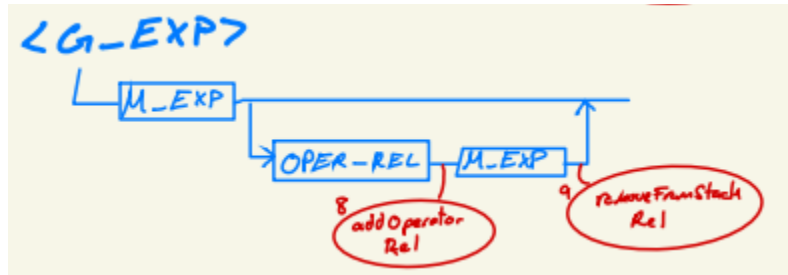 <G_EXP>
M_EXP
OPER-REL
M_EXP
8
addOperator
Rel
9
removeFromStack
Rel